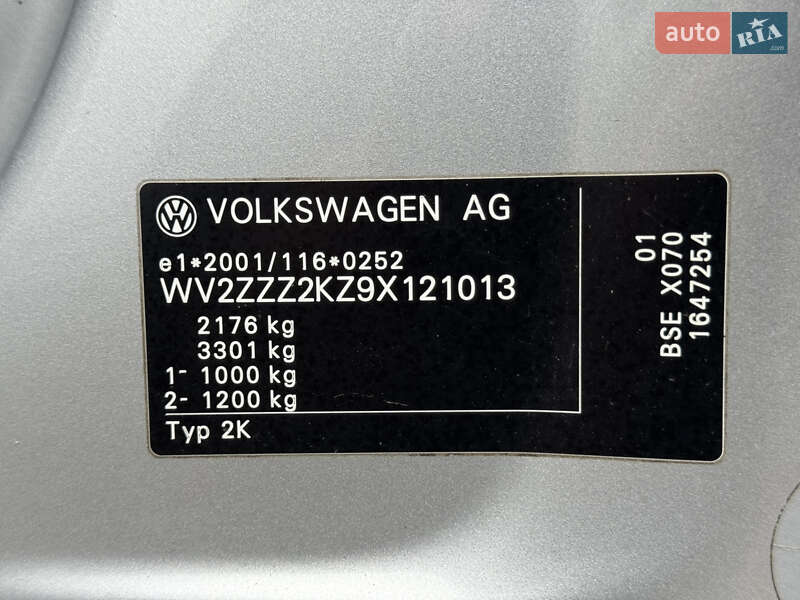 auto RIA
.com
VOLKSWAGEN AG
e1*2001/116*0252
WV2ZZZ2KZ9X121013
2176 kg
3301 kg
1- 1000 kg
2- 1200 kg
Typ 2K
01
BSE X070
1647254